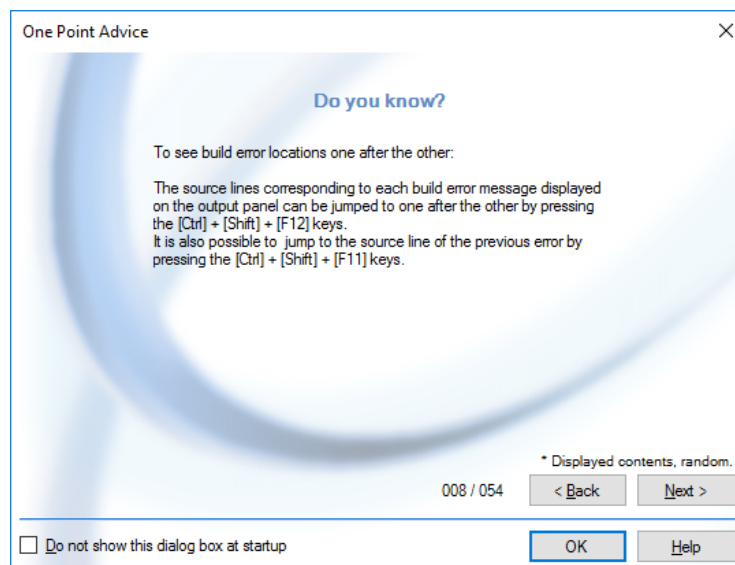 One Point Advice
Do you know?
To see build error locations one after the other:
The source lines corresponding to each build error message displayed
on the output panel can be jumped to one after the other by pressing
the [Ctrl] + [Shift] + [F12] keys.
It is also possible to  jump to the source line of the previous error by
pressing the [Ctrl] + [Shift] + [F11] keys.
* Displayed contents, random.
008 / 054
< Back
Next >
Do not show this dialog box at startup
OK
Help